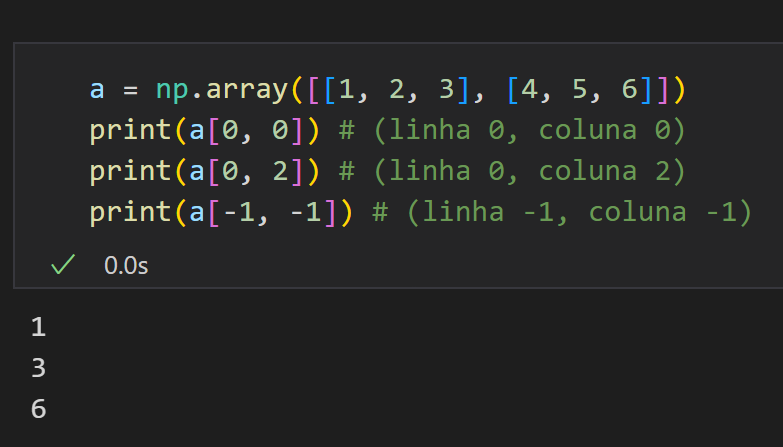 a = np.array([[1, 2, 3], [4, 5, 6]])
print(a[0, 0]) # (linha 0, coluna 0)
print(a[0, 2]) # (linha 0, coluna 2)
print(a[-1, -1]) # (linha -1, coluna -1)
0.0s
1
3
6